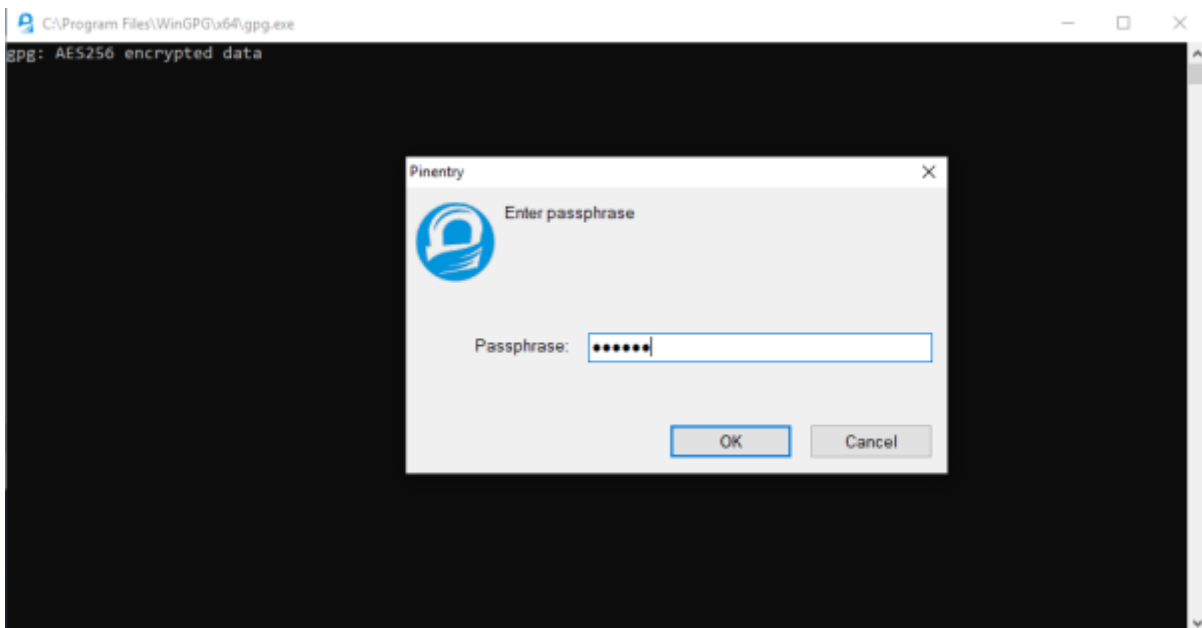 C:\Program Files\WinGPG\x64\gpg.exe
gpg: AES256 encrypted data
Pinentry
Enter passphrase
Passphrase: ••••••
OK
Cancel